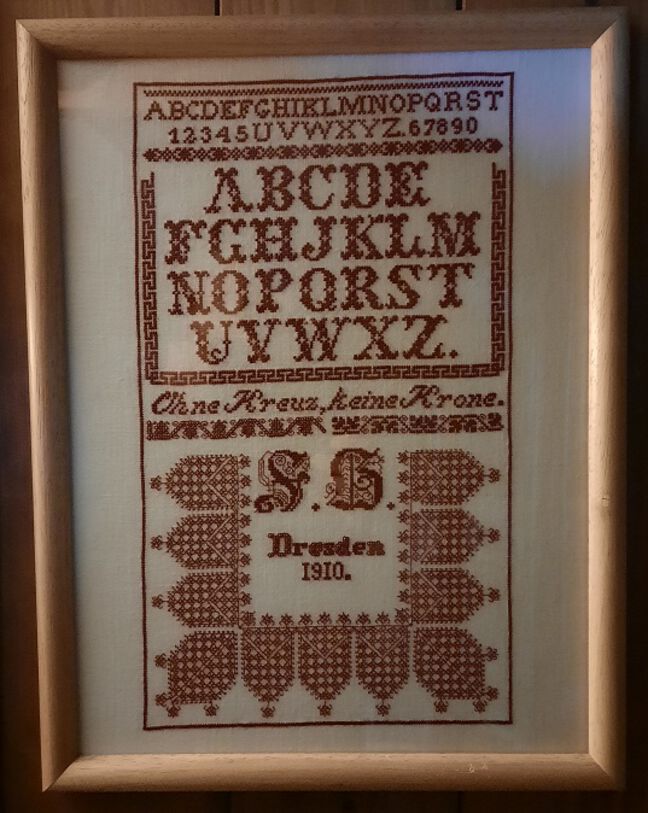 ABCDEFGHIKLMNOPQRST
12345UVWXYZ.67890
ABCDE
FGHJKLM
NOPQRST
UVWXZ.
Ohne Kreuz, keine Krone.
Dresden
1910.